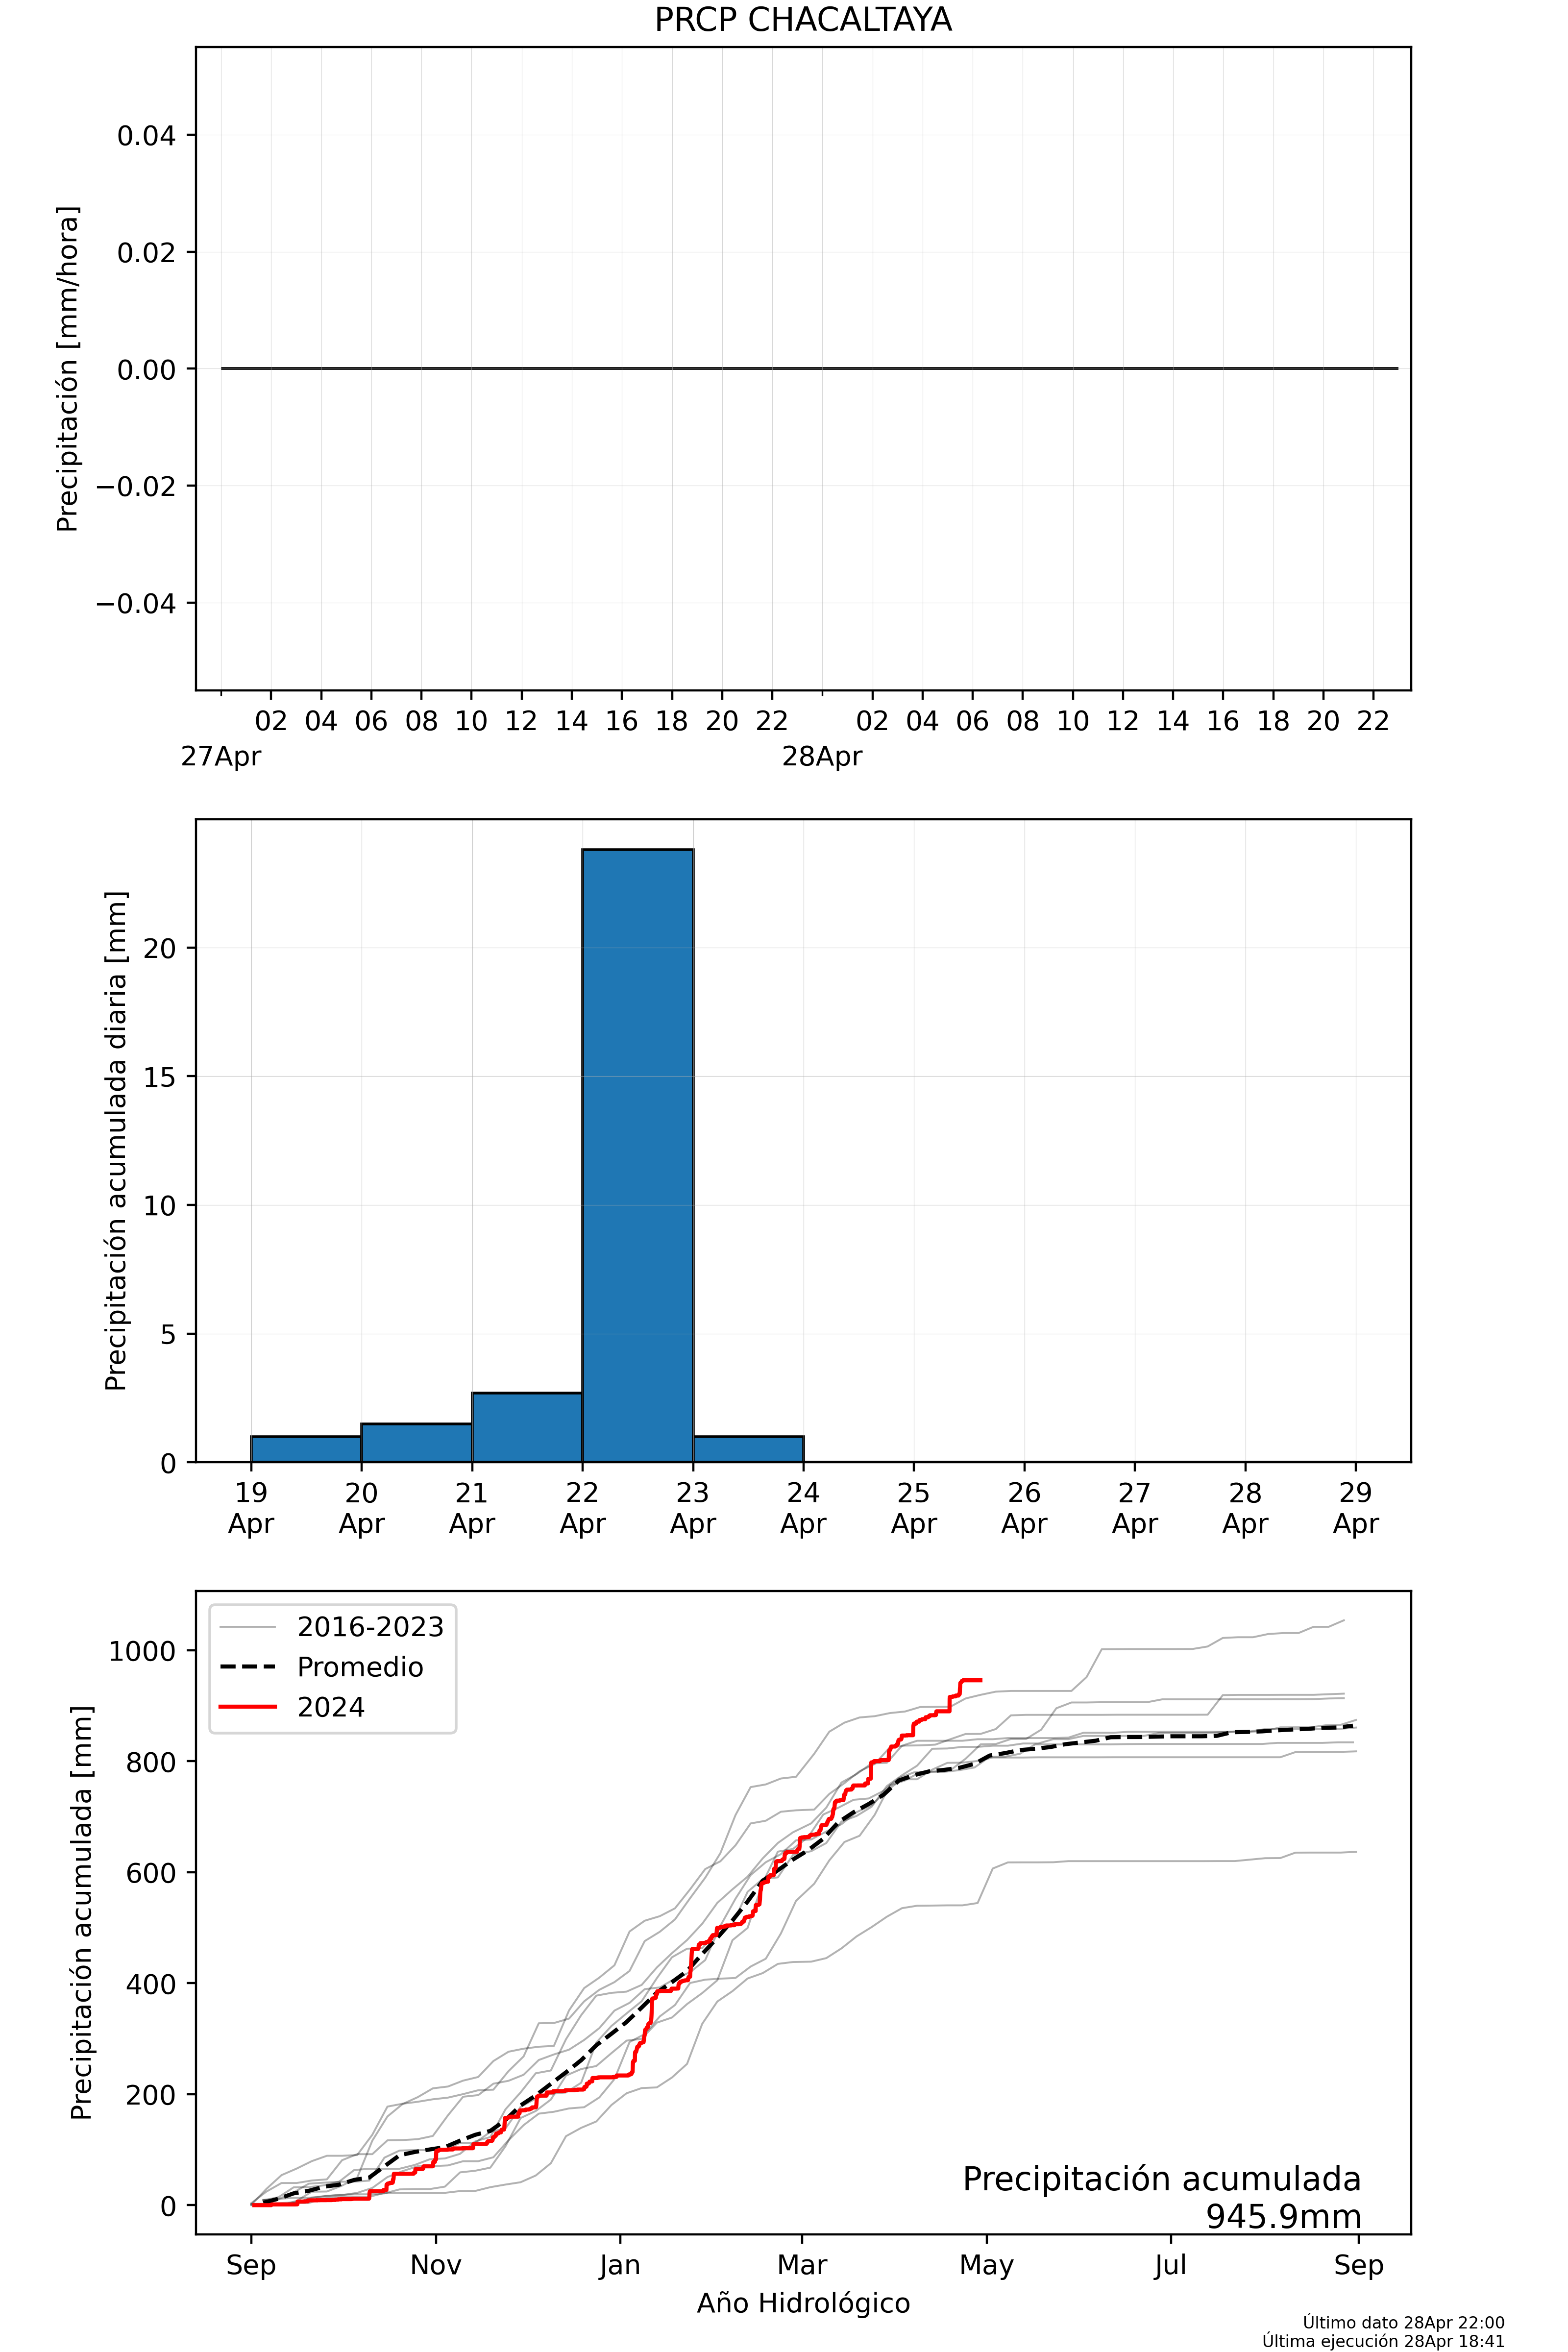 PRCP CHACALTAYA
Precipitación [mm/hora]
0.04
0.02
0.00
−0.02
−0.04
02 04 06 08 10 12 14 16 18 20 22 02 04 06 08 10 12 14 16 18 20 22
27Apr 28Apr
Precipitación acumulada diaria [mm]
20
15
10
5
0
19 20 21 22 23 24 25 26 27 28 29
Apr Apr Apr Apr Apr Apr Apr Apr Apr Apr Apr
Precipitación acumulada [mm]
1000
800
600
400
200
0
2016-2023
Promedio
2024
Precipitación acumulada
945.9mm
Sep Nov Jan Mar May Jul Sep
Año Hidrológico
Último dato 28Apr 22:00
Última ejecución 28Apr 18:41